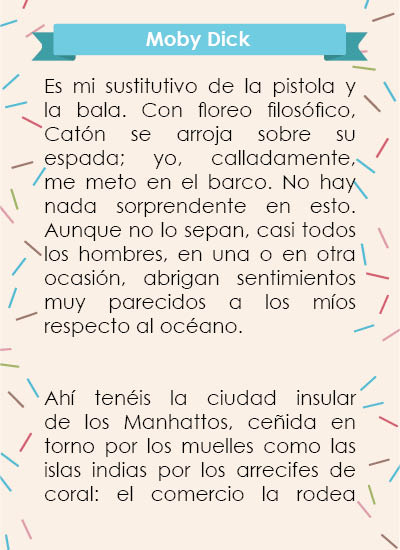 Moby Dick
Es mi sustitutivo de la pistola y
la bala. Con floreo filosófico,
Catón se arroja sobre su
espada; yo, calladamente,
me meto en el barco. No hay
nada sorprendente en esto.
Aunque no lo sepan, casi todos
los hombres, en una o en otra
ocasión, abrigan sentimientos
muy parecidos a los míos
respecto al océano.
Ahí tenéis la ciudad insular
de los Manhattos, ceñida en
torno por los muelles como las
islas indias por los arrecifes de
coral: el comercio la rodea